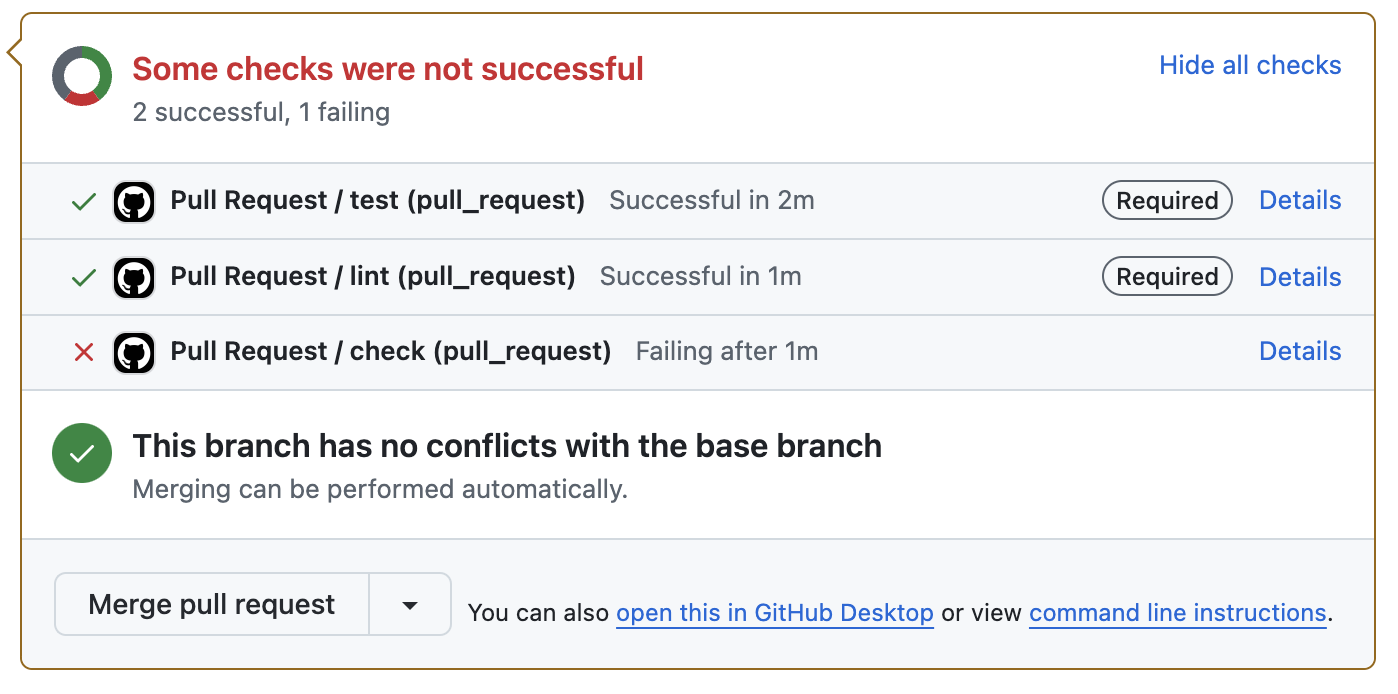 Some checks were not successful
Hide all checks
2 successful, 1 failing
Pull Request / test (pull_request) Successful in 2m Required Details
Pull Request / lint (pull_request) Successful in 1m Required Details
Pull Request / check (pull_request) Failing after 1m Details
This branch has no conflicts with the base branch
Merging can be performed automatically.
Merge pull request
You can also open this in GitHub Desktop or view command line instructions.